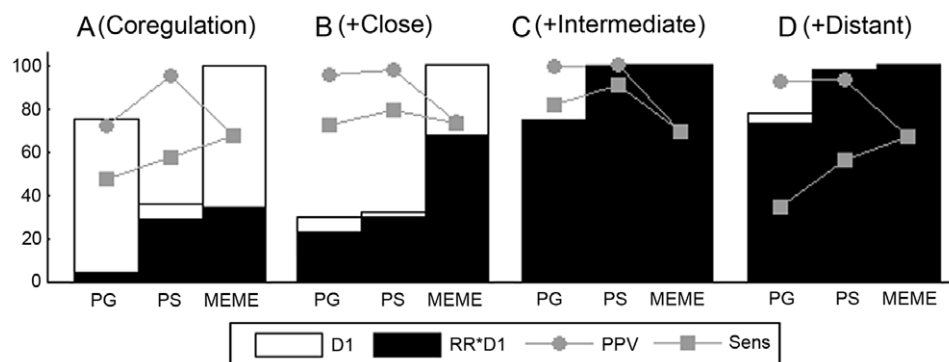 A (Coregulation) B (+Close) C (+Intermediate) D (+Distant)
100
80
60
40
20
0
PG PS MEME PG PS MEME PG PS MEME PG PS MEME
D1 RR*D1 PPV Sens